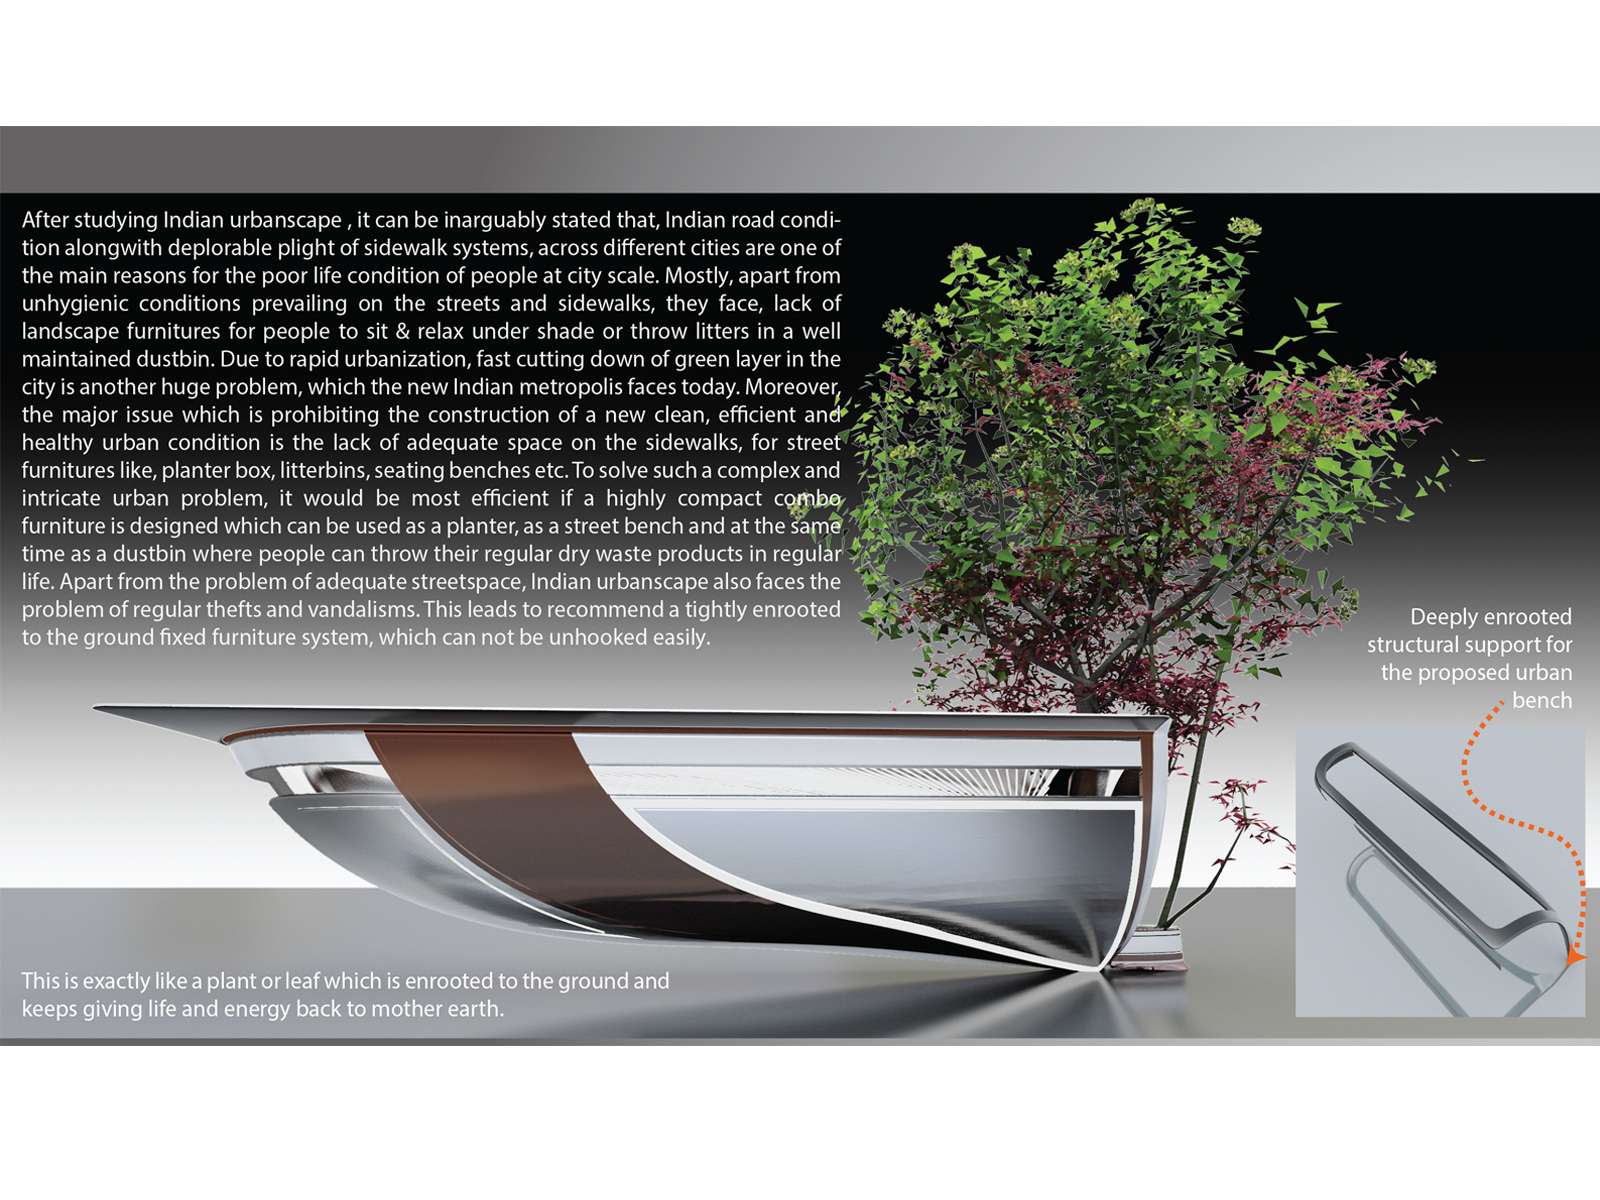 After studying Indian urbanscape , it can be inarguably stated that, Indian road condi-
tion alongwith deplorable plight of sidewalk systems, across different cities are one of
the main reasons for the poor life condition of people at city scale. Mostly, apart from
unhygienic conditions prevailing on the streets and sidewalks, they face, lack of
landscape furnitures for people to sit & relax under shade or throw litters in a well
maintained dustbin. Due to rapid urbanization, fast cutting down of green layer in the
city is another huge problem, which the new Indian metropolis faces today. Moreover,
the major issue which is prohibiting the construction of a new clean, efficient and
healthy urban condition is the lack of adequate space on the sidewalks, for street
furnitures like, planter box, litterbins, seating benches etc. To solve such a complex and
intricate urban problem, it would be most efficient if a highly compact combo
furniture is designed which can be used as a planter, as a street bench and at the same
time as a dustbin where people can throw their regular dry waste products in regular
life. Apart from the problem of adequate streetspace, Indian urbanscape also faces the
problem of regular thefts and vandalisms. This leads to recommend a tightly enrooted
to the ground fixed furniture system, which can not be unhooked easily.
Deeply enrooted
structural support for
the proposed urban
bench
This is exactly like a plant or leaf which is enrooted to the ground and
keeps giving life and energy back to mother earth.